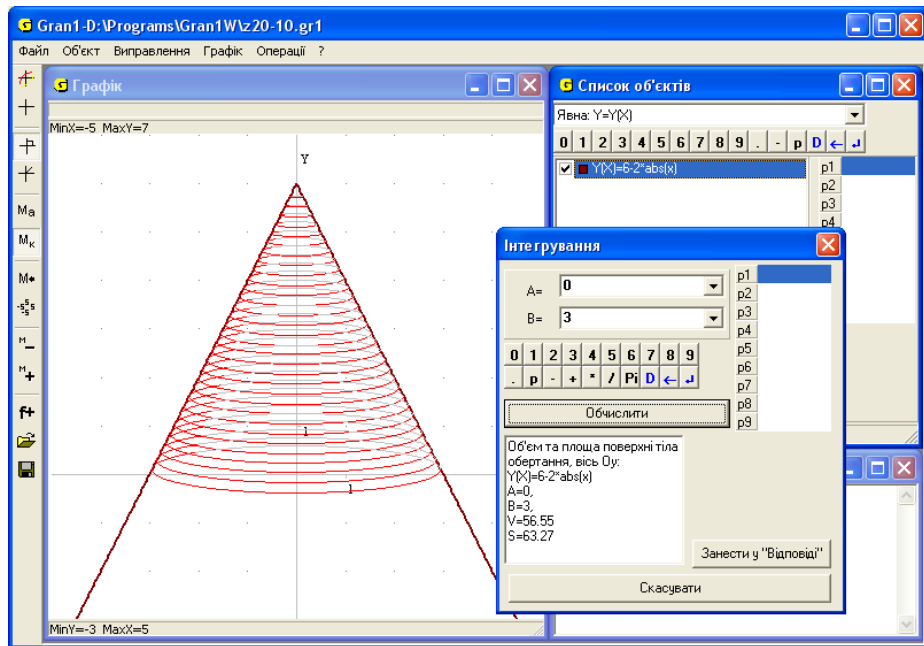 Gran1-D:\Programs\Gran1W\z20-10.gr1
Файл Об'єкт Виправлення Графік Операції ?
Графік
MinX=-5 MaxY=7
Y
1
1
MinY=-3 MaxX=5
Ma
Мк
M
-555
M
M+
f+
Список об'єктів
Явна: Y=Y(X)
0 1 2 3 4 5 6 7 8 9 . - p D ← ↲
Y(X)=6-2*abs(x)
p1
p2
p3
p4
Інтегрування
A= 0
B= 3
0 1 2 3 4 5 6 7 8 9
. p - + * / Pi D ← ↲
Обчислити
Об'єм та площа поверхні тіла
обертання, вісь Oy:
Y(X)=6-2*abs(x)
A=0,
B=3,
V=56.55
S=63.27
p1
p2
p3
p4
p5
p6
p7
p8
p9
Занести у "Відповіді"
Скасувати